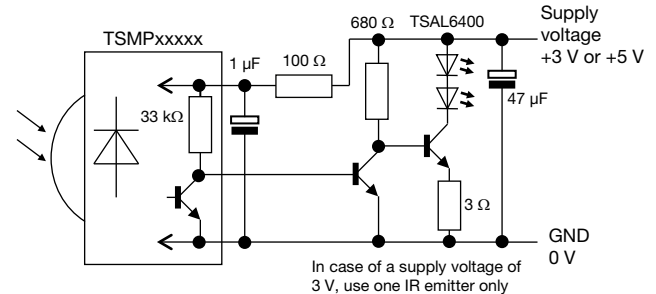 TSMPxxxxx
680 Ω
TSAL6400
Supply
voltage
+3 V or +5 V
1 µF
100 Ω
33 kΩ
47 µF
3 Ω
GND
0 V
In case of a supply voltage of
3 V, use one IR emitter only